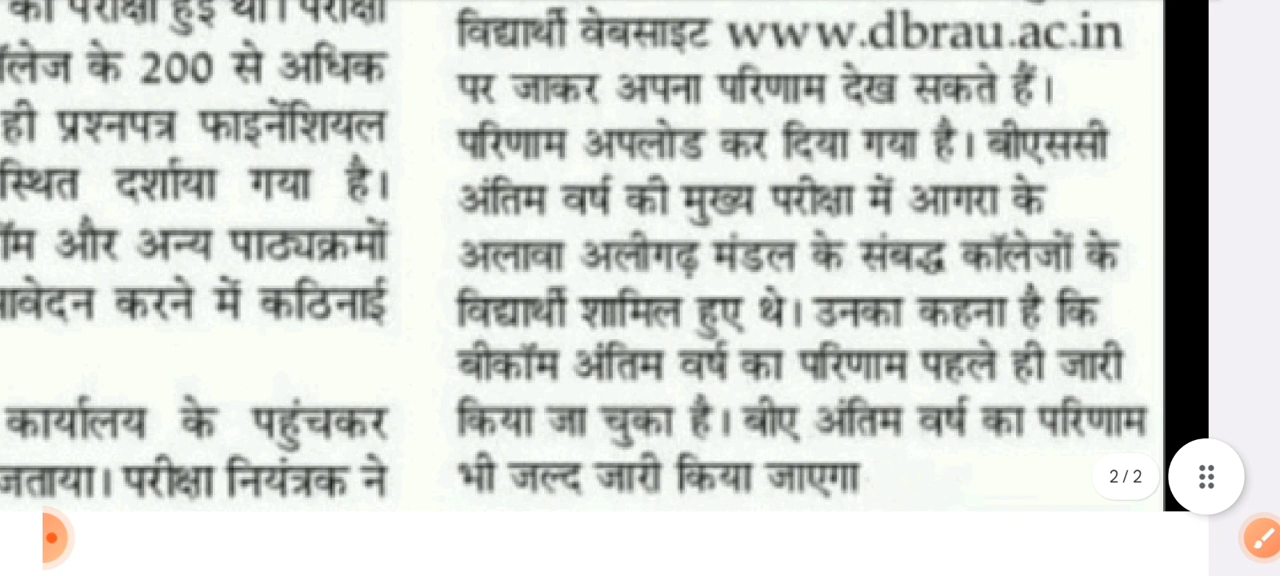 की परीक्षा हुई थी। परीक्षा
लेज के 200 से अधिक
ही प्रश्नपत्र फाइनेंशियल
स्थित दर्शाया गया है।
ॉम और अन्य पाठ्यक्रमों
आवेदन करने में कठिनाई
कार्यालय के पहुंचकर
जताया। परीक्षा नियंत्रक ने
विद्यार्थी वेबसाइट www.dbrau.ac.in
पर जाकर अपना परिणाम देख सकते हैं।
परिणाम अपलोड कर दिया गया है। बीएससी
अंतिम वर्ष की मुख्य परीक्षा में आगरा के
अलावा अलीगढ़ मंडल के संबद्ध कॉलेजों के
विद्यार्थी शामिल हुए थे। उनका कहना है कि
बीकॉम अंतिम वर्ष का परिणाम पहले ही जारी
किया जा चुका है। बीए अंतिम वर्ष का परिणाम
भी जल्द जारी किया जाएगा
2 / 2